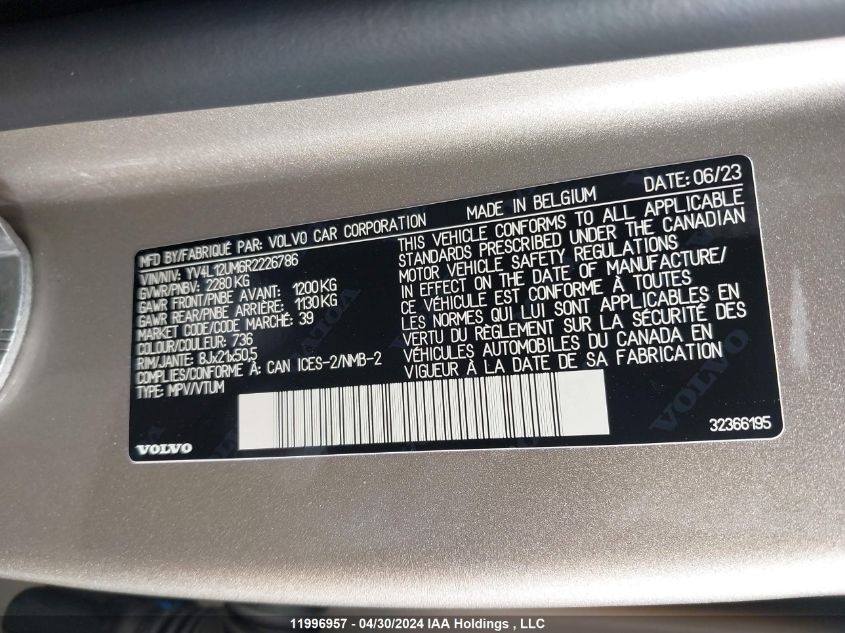 MFD BY/FABRIQUÉ PAR: VOLVO CAR CORPORATION MADE IN BELGIUM DATE: 06/23
VIN/NIV: YV4L12UM6R2226786
GVWR/PNBV: 2280 KG
GAWR FRONT/PNBE AVANT: 1200 KG
GAWR REAR/PNBE ARRIÈRE: 1130 KG
MARKET CODE/CODE MARCHÉ: 39
COLOUR/COULEUR: 736
RIM/JANTE: 8Jx21x50,5
COMPLIES/CONFORME À: CAN ICES-2/NMB-2
TYPE: MPV/VTUM
THIS VEHICLE CONFORMS TO ALL APPLICABLE
STANDARDS PRESCRIBED UNDER THE CANADIAN
MOTOR VEHICLE SAFETY REGULATIONS
IN EFFECT ON THE DATE OF MANUFACTURE/
CE VÉHICULE EST CONFORME À TOUTES
LES NORMES QUI LUI SONT APPLICABLES EN
VERTU DU RÈGLEMENT SUR LA SÉCURITÉ DES
VÉHICULES AUTOMOBILES DU CANADA EN
VIGUEUR À LA DATE DE SA FABRICATION
VOLVO
32366195
VOLVO
11996957 - 04/30/2024 IAA Holdings , LLC